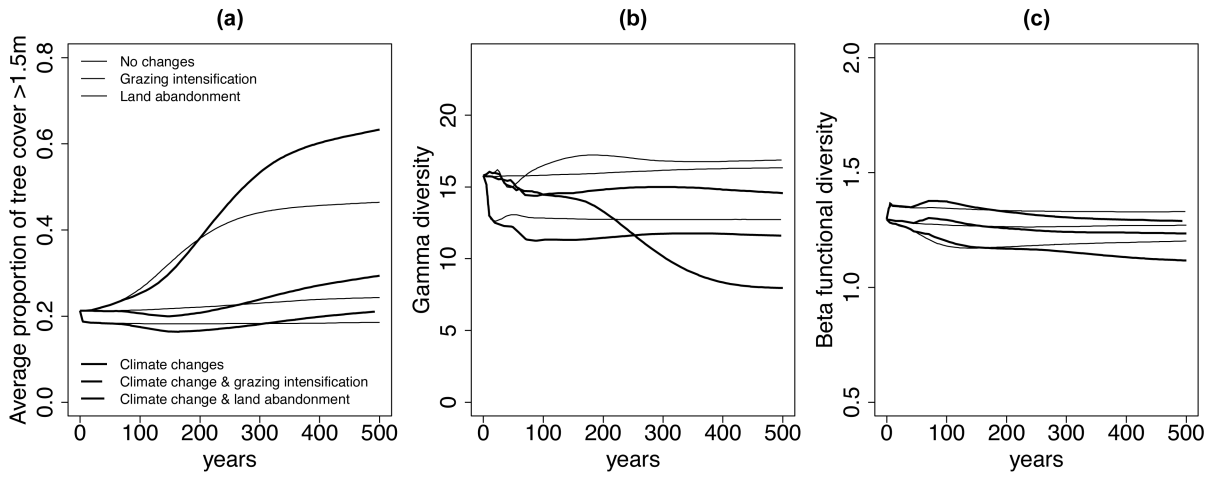 (a)
Average proportion of tree cover >1.5m
0.8
0.6
0.4
0.2
0.0
No changes
Grazing intensification
Land abandonment
Climate changes
Climate change & grazing intensification
Climate change & land abandonment
0 100 200 300 400 500
years
(b)
Gamma diversity
20
15
10
5
0
0 100 200 300 400 500
years
(c)
Beta functional diversity
2.0
1.5
1.0
0.5
0 100 200 300 400 500
years